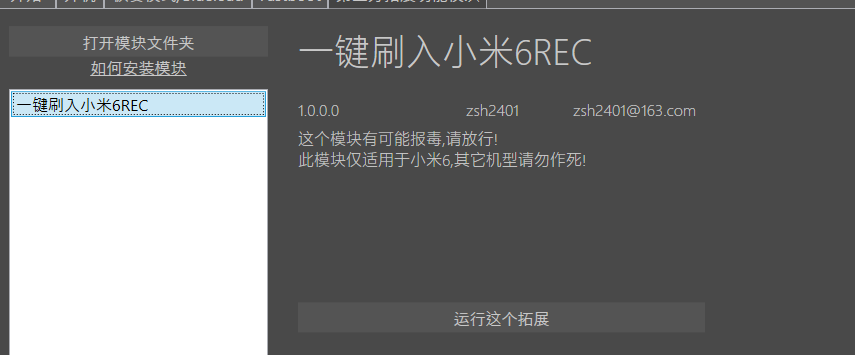 打开模块文件夹
如何安装模块
一键刷入小米6REC
一键刷入小米6REC
1.0.0.0 zsh2401 zsh2401@163.com
这个模块有可能报毒,请放行!
此模块仅适用于小米6,其它机型请勿作死!
运行这个拓展